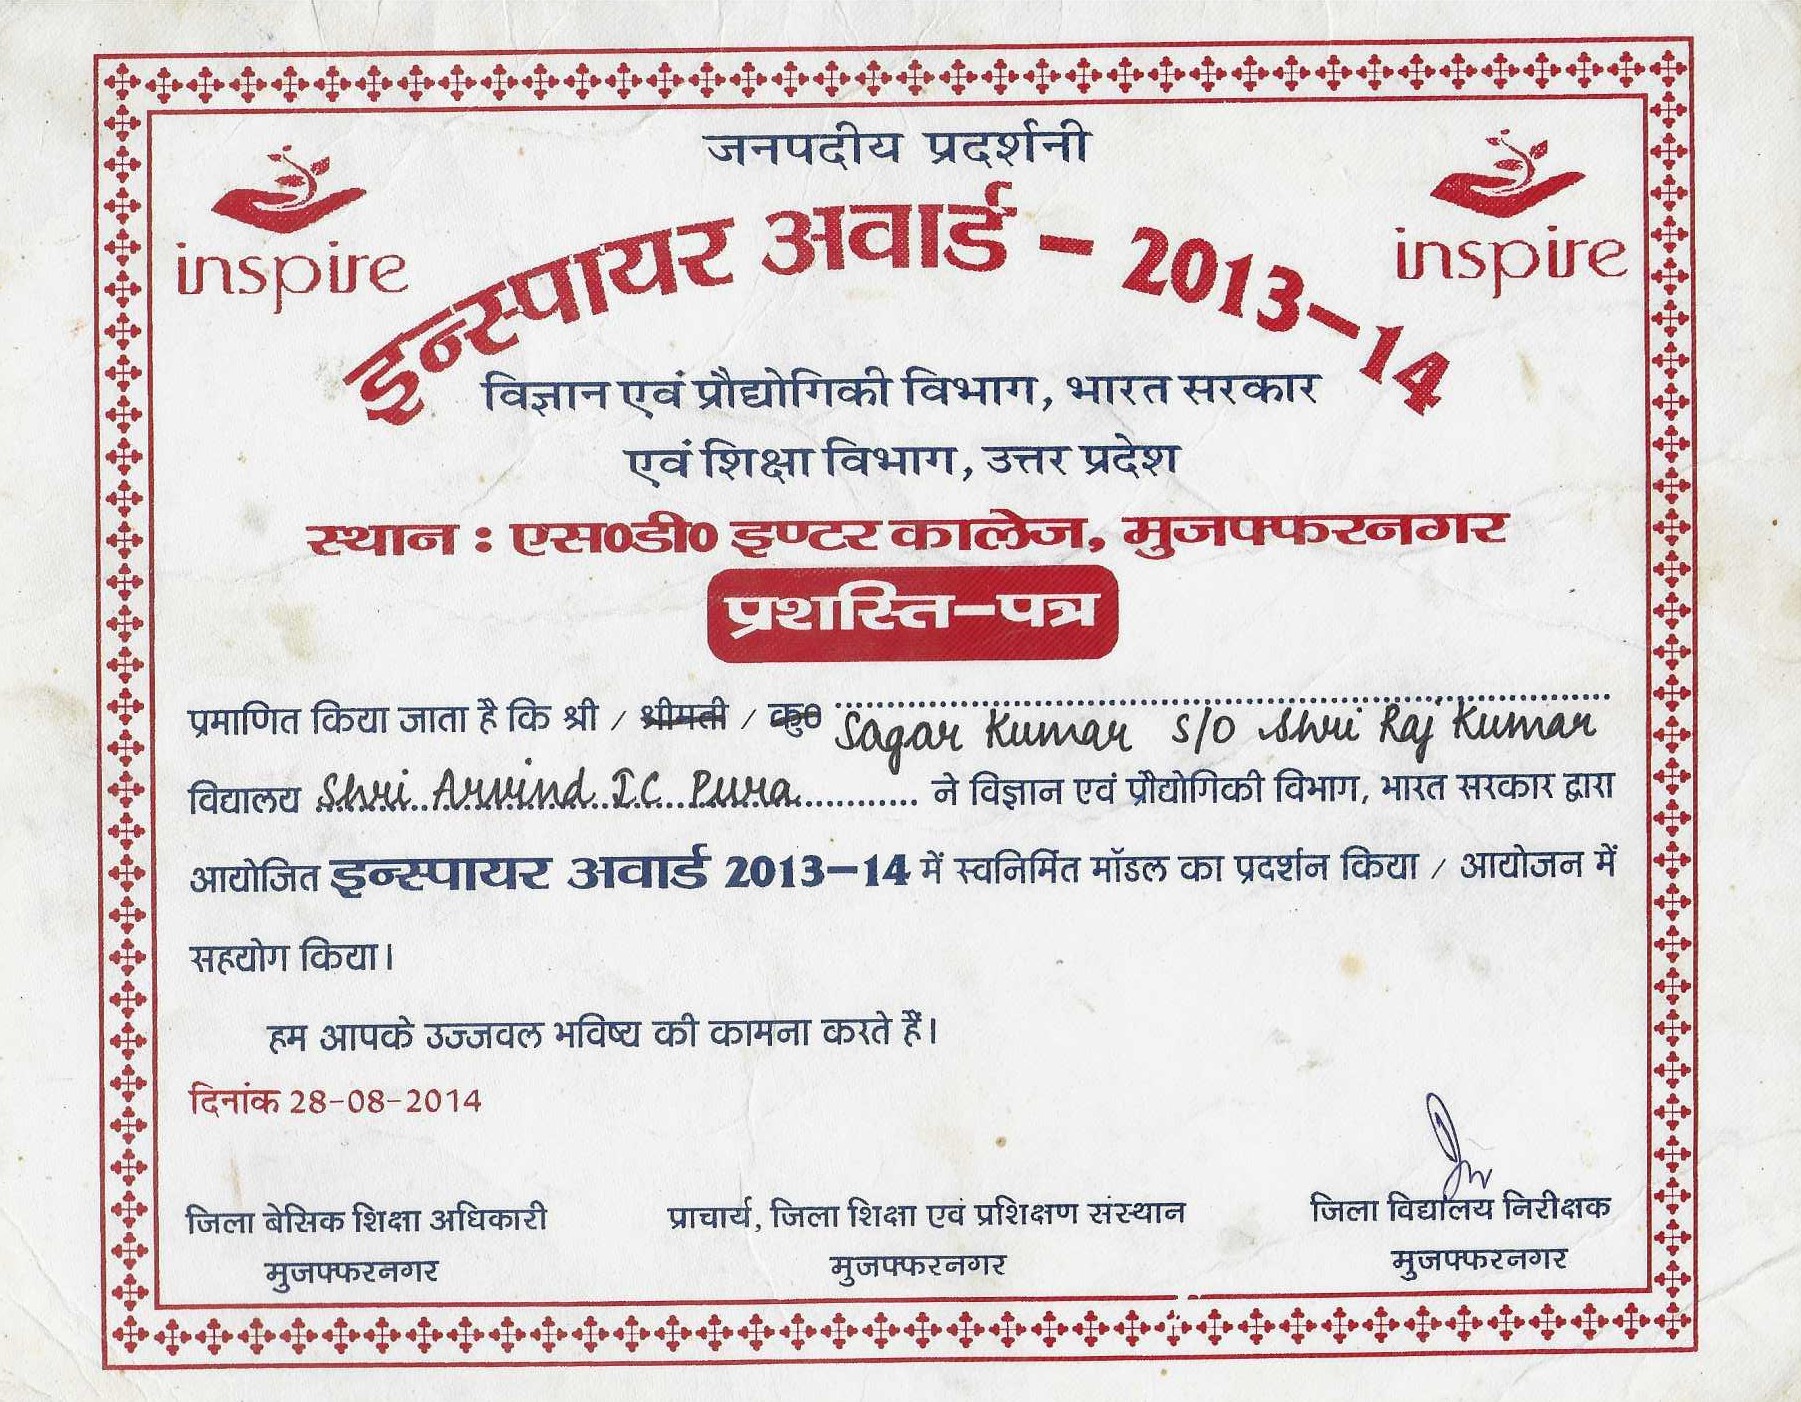 जनपदीय प्रदर्शनी
inspire
inspire
इन्स्पायर अवार्ड - 2013-14
विज्ञान एवं प्रौद्योगिकी विभाग, भारत सरकार
एवं शिक्षा विभाग, उत्तर प्रदेश
स्थान : एस0डी0 इण्टर कालेज, मुजफ्फरनगर
प्रशस्ति-पत्र
प्रमाणित किया जाता है कि श्री / श्रीमती / कु0 Sagar Kumar S/O Shri Raj Kumar
विद्यालय Shri Arvind I.C. Pura ने विज्ञान एवं प्रौद्योगिकी विभाग, भारत सरकार द्वारा
आयोजित इन्स्पायर अवार्ड 2013-14 में स्वनिर्मित मॉडल का प्रदर्शन किया / आयोजन में
सहयोग किया।
हम आपके उज्जवल भविष्य की कामना करते हैं।
दिनांक 28-08-2014
जिला बेसिक शिक्षा अधिकारी प्राचार्य, जिला शिक्षा एवं प्रशिक्षण संस्थान जिला विद्यालय निरीक्षक
मुजफ्फरनगर मुजफ्फरनगर मुजफ्फरनगर